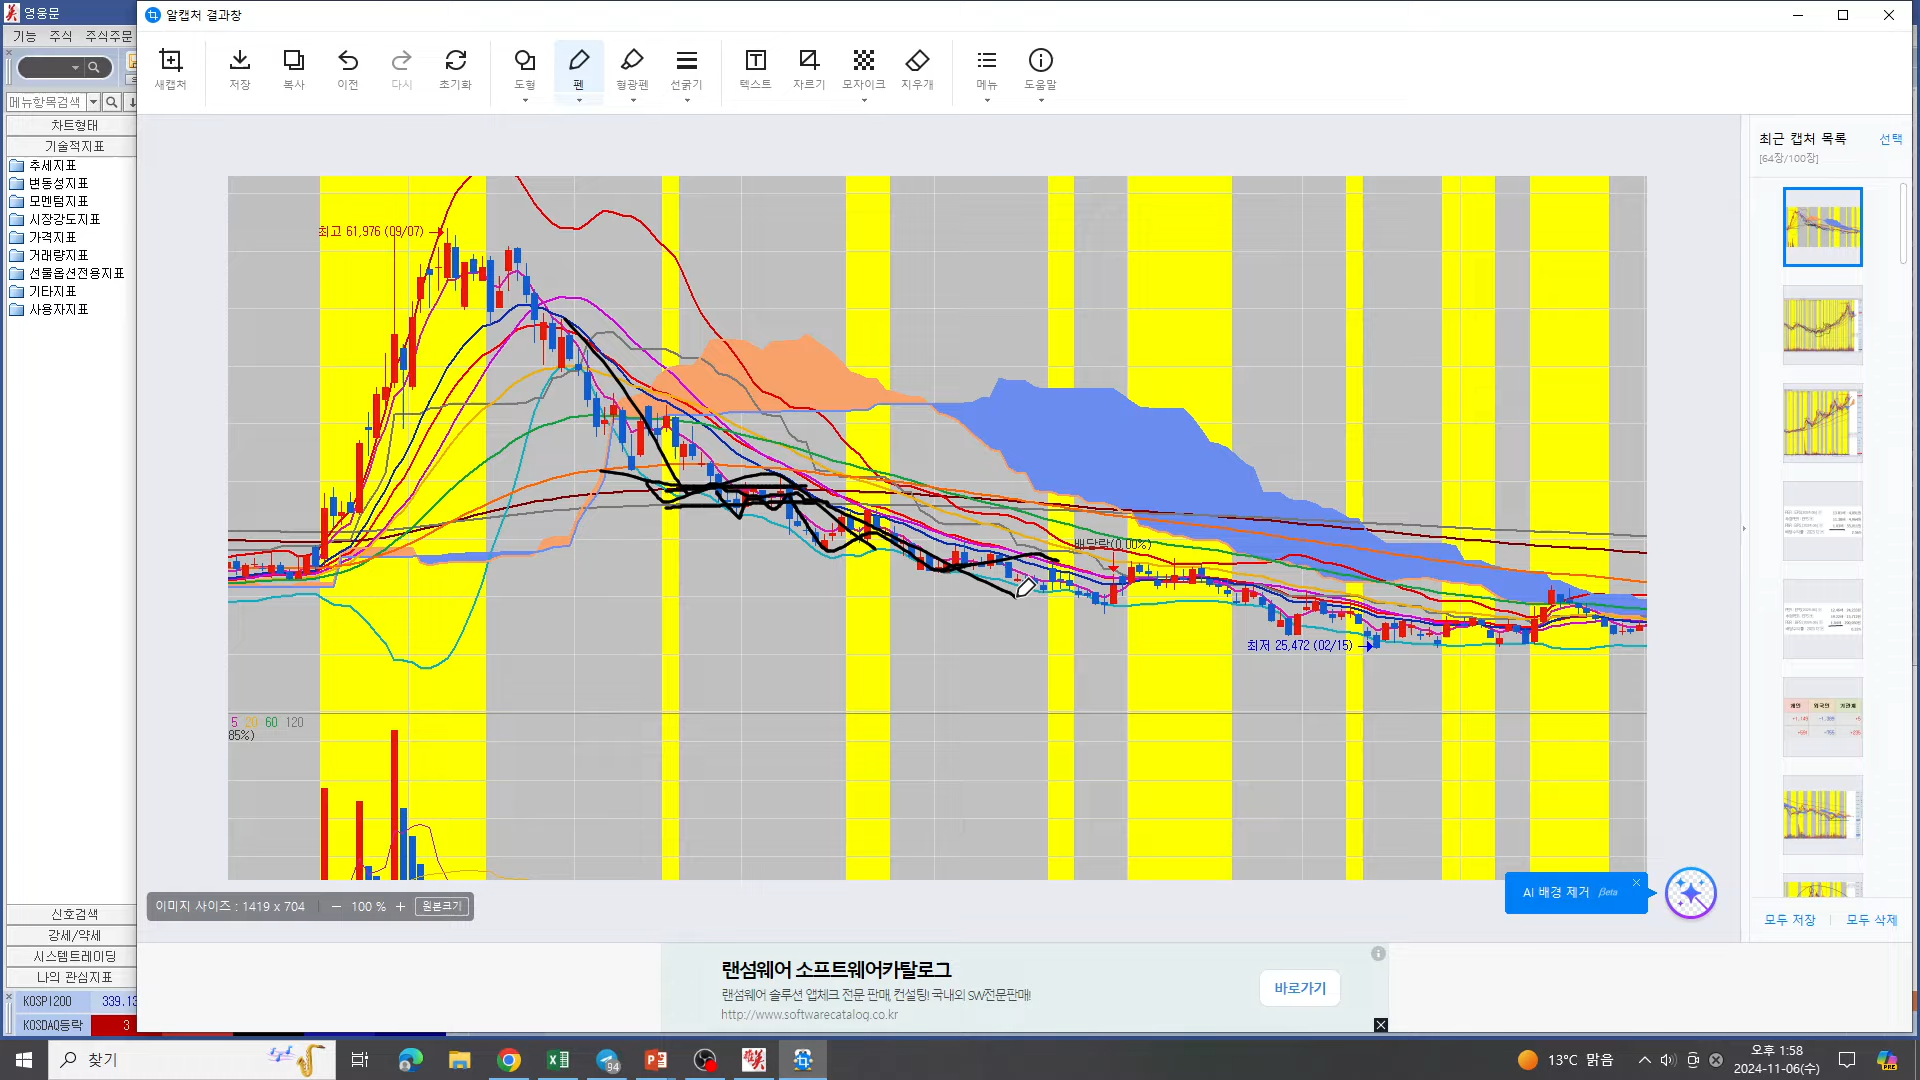 영웅문
알캡처 결과창
기능 주식 주식주문
새캡처 저장 복사 이전 다시 초기화 도형 펜 형광펜 선굵기 텍스트 자르기 모자이크 지우개 메뉴 도움말
메뉴항목검색
차트형태
기술적지표
추세지표
변동성지표
모멘텀지표
시장강도지표
가격지표
거래량지표
선물옵션전용지표
기타지표
사용자지표
최근 캡처 목록 선택
[64장/100장]
최고 61,976 (09/07)
배당락(0,00%)
최저 25,472 (02/15)
5 20 60 120
85%)
이미지 사이즈 : 1419 x 704 100 % 원본크기
AI 배경 제거 Beta
모두 저장 모두 삭제
신호검색
강세/약세
시스템트레이딩
나의 관심지표
KOSPI200 339.13
KOSDAQ등락 3
랜섬웨어 소프트웨어카탈로그
랜섬웨어 솔루션 앱체크 전문 판매, 컨설팅! 국내외 SW전문판매!
http://www.softwarecatalog.co.kr
바로가기
찾기
94
13°C 맑음
오후 1:58
2024-11-06(수)